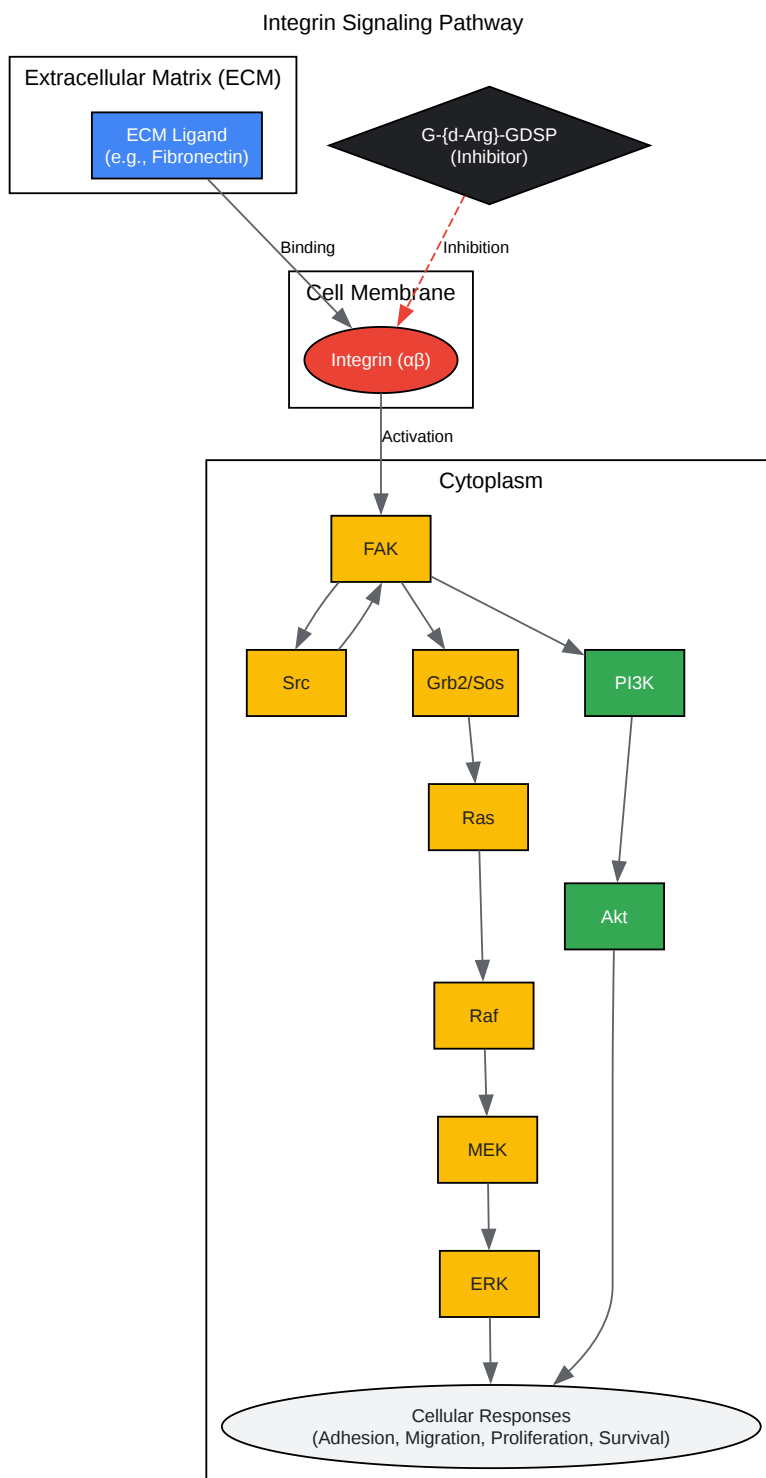 Integrin Signaling Pathway
Extracellular Matrix (ECM)
ECM Ligand
(e.g., Fibronectin)
G-{d-Arg}-GDSP
(Inhibitor)
Binding
Inhibition
Cell Membrane
Integrin (αβ)
Activation
Cytoplasm
FAK
Src
Grb2/Sos
PI3K
Ras
Akt
Raf
MEK
ERK
Cellular Responses
(Adhesion, Migration, Proliferation, Survival)